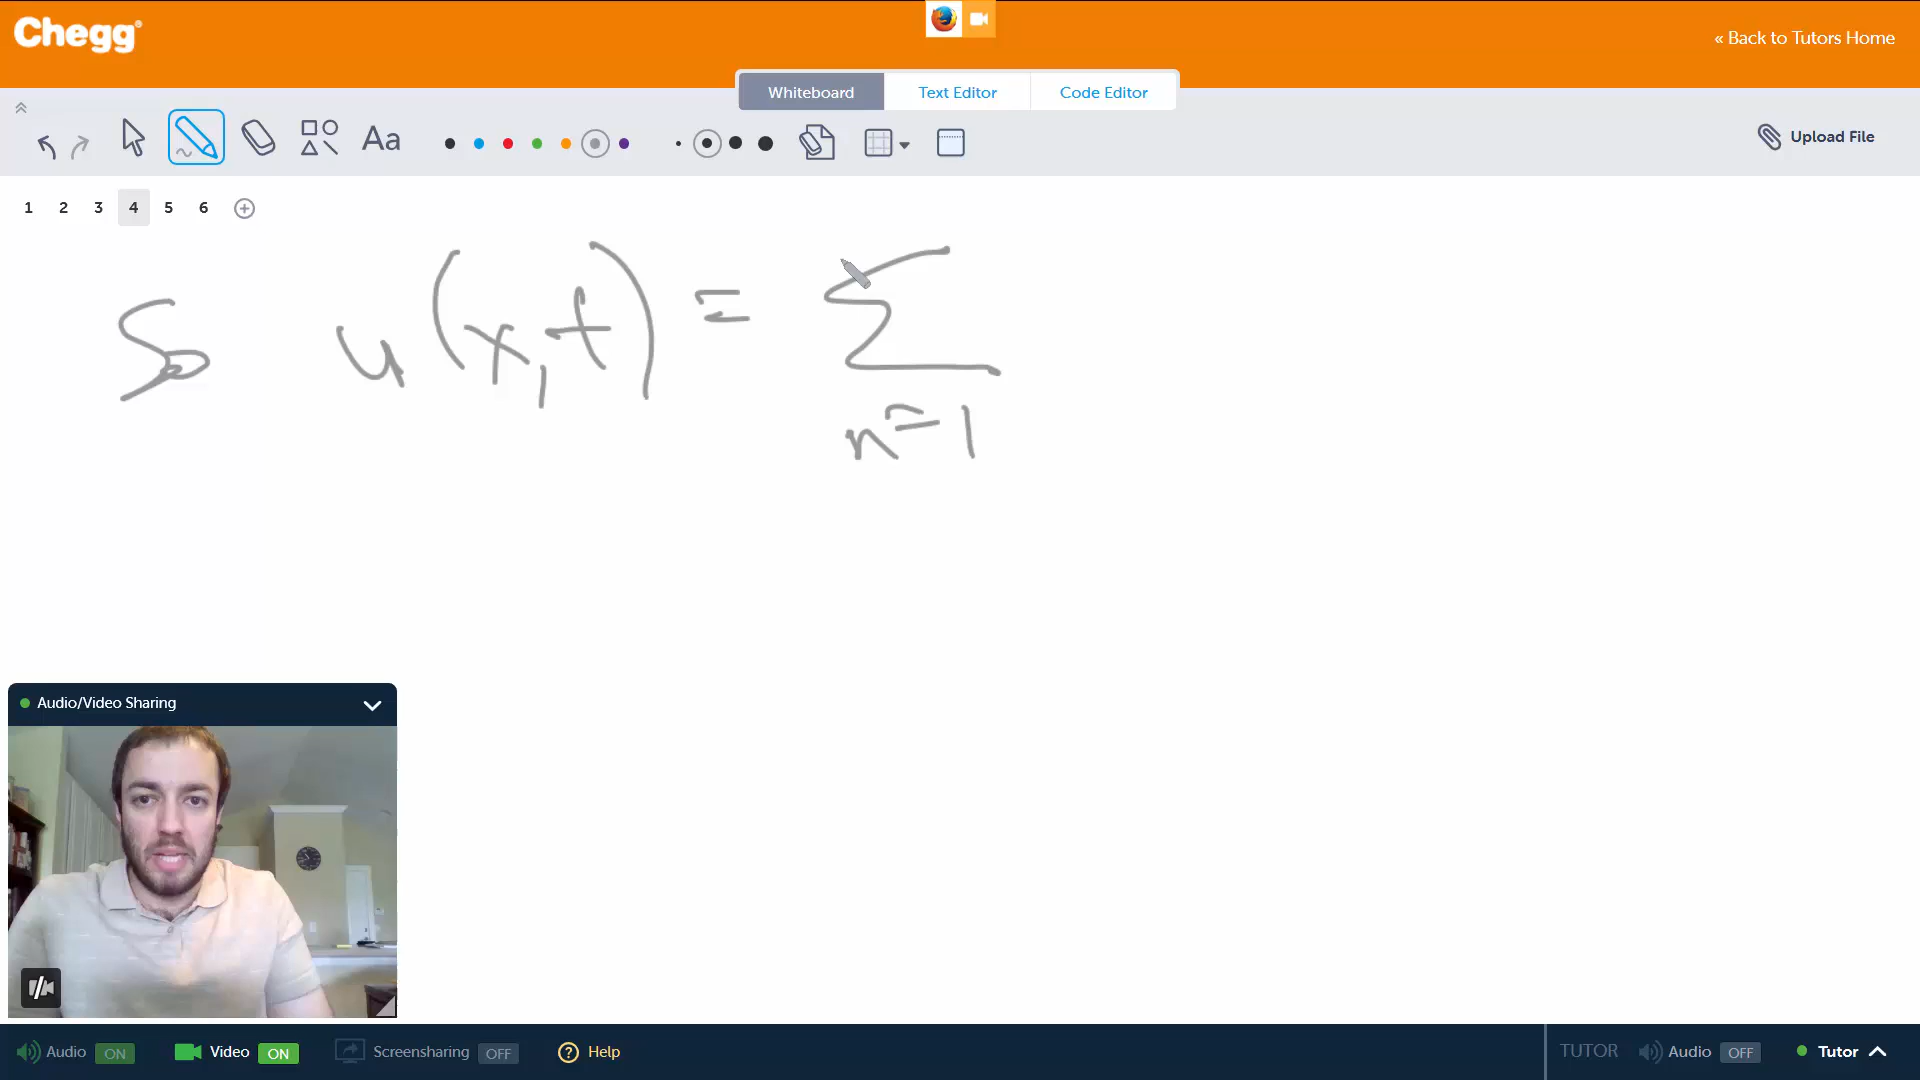 Chegg
« Back to Tutors Home
Whiteboard Text Editor Code Editor
Aa
Upload File
1 2 3 4 5 6
So u(x,t) = Σ
n=1
Audio/Video Sharing
Audio ON Video ON Screensharing OFF ? Help TUTOR Audio OFF Tutor